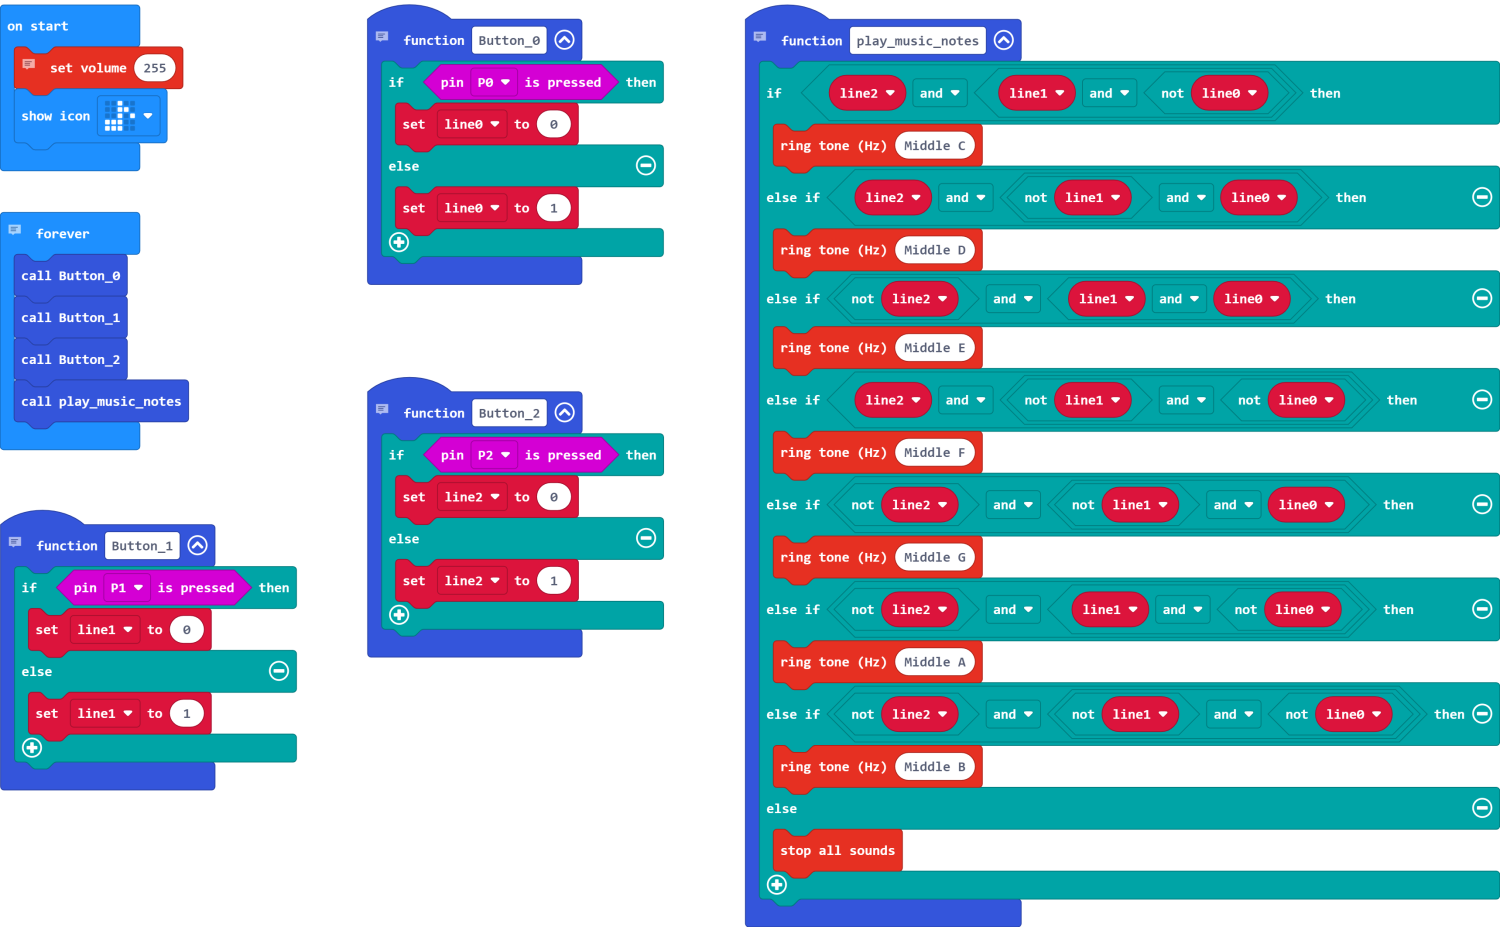 on start
set volume 255
show icon
forever
call Button_0
call Button_1
call Button_2
call play_music_notes
function Button_1
if pin P1 is pressed then
set line1 to 0
else
set line1 to 1
function Button_0
if pin P0 is pressed then
set line0 to 0
else
set line0 to 1
function Button_2
if pin P2 is pressed then
set line2 to 0
else
set line2 to 1
function play_music_notes
if line2 and line1 and not line0 then
ring tone (Hz) Middle C
else if line2 and not line1 and line0 then
ring tone (Hz) Middle D
else if not line2 and line1 and line0 then
ring tone (Hz) Middle E
else if line2 and not line1 and not line0 then
ring tone (Hz) Middle F
else if not line2 and not line1 and line0 then
ring tone (Hz) Middle G
else if not line2 and line1 and not line0 then
ring tone (Hz) Middle A
else if not line2 and not line1 and not line0 then
ring tone (Hz) Middle B
else
stop all sounds